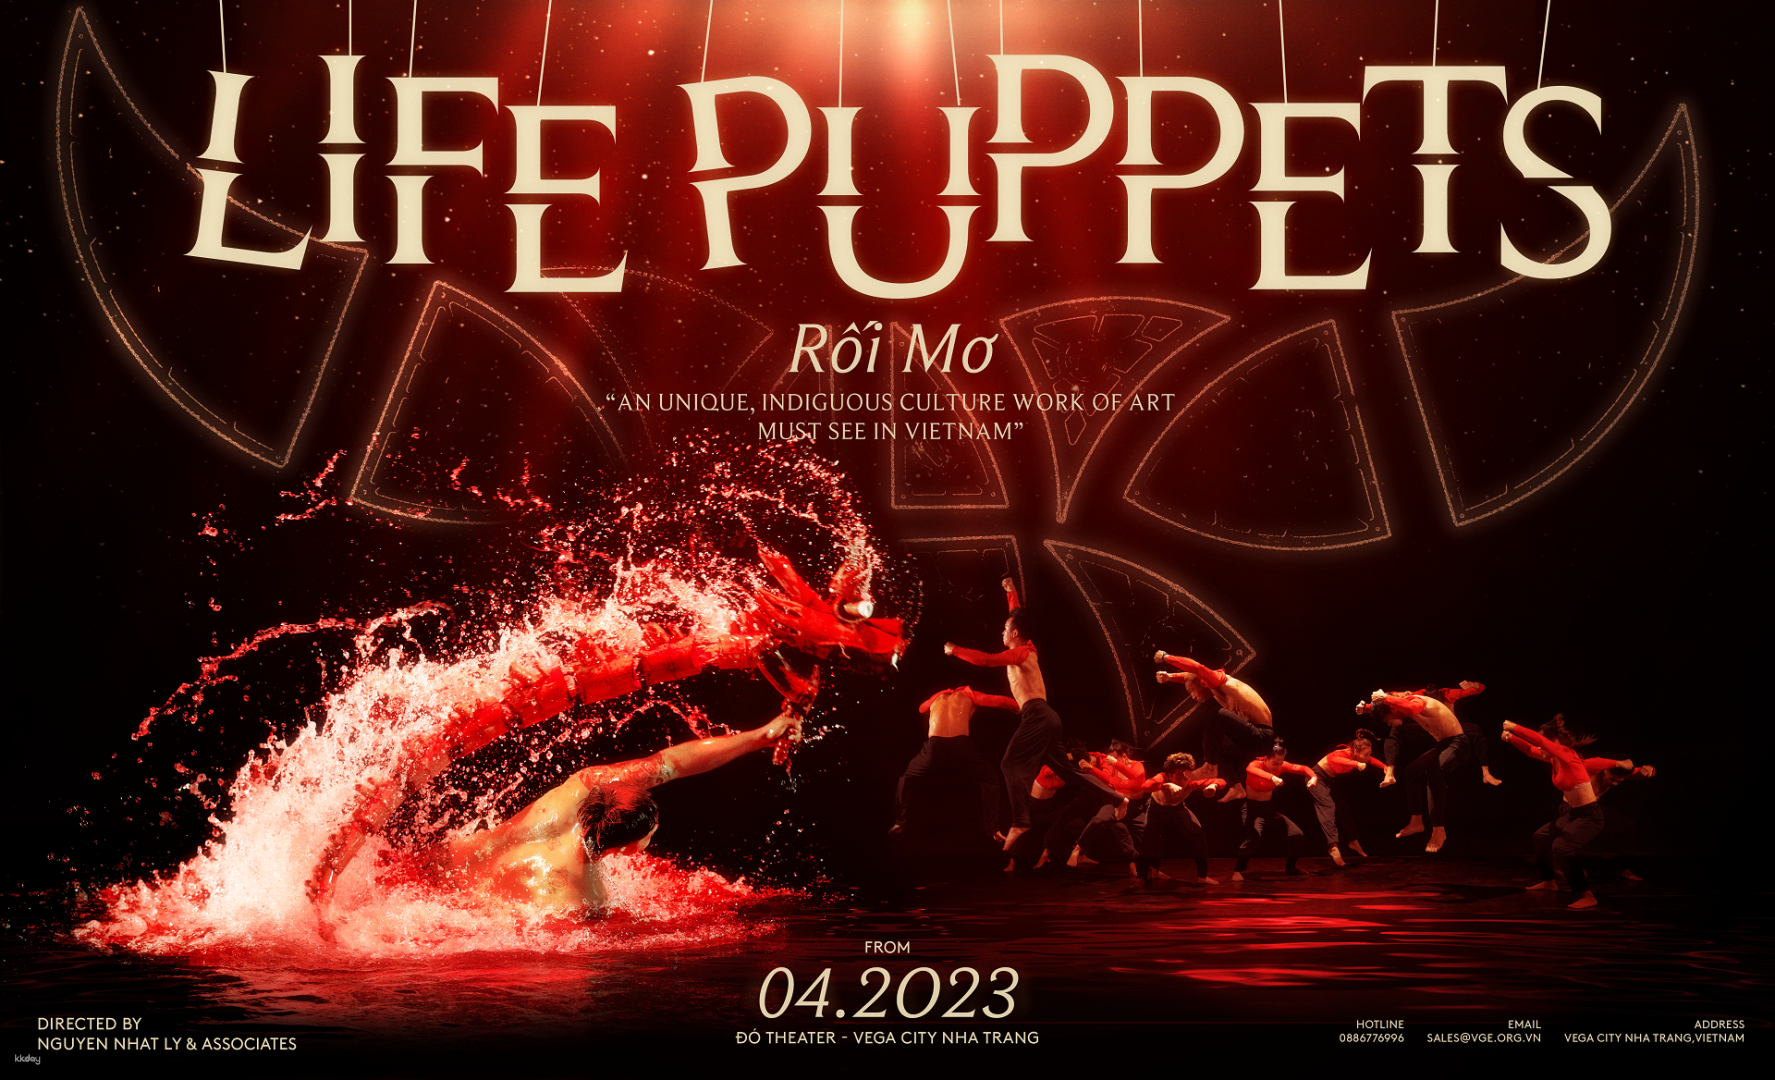 LIFE PUPPETS
Rối Mơ
“AN UNIQUE, INDIGUOUS CULTURE WORK OF ART
MUST SEE IN VIETNAM”
FROM
04.2023
ĐÓ THEATER - VEGA CITY NHA TRANG
DIRECTED BY
NGUYEN NHAT LY & ASSOCIATES
kkday
HOTLINE
0886776996
EMAIL
SALES@VGE.ORG.VN
ADDRESS
VEGA CITY NHA TRANG,VIETNAM